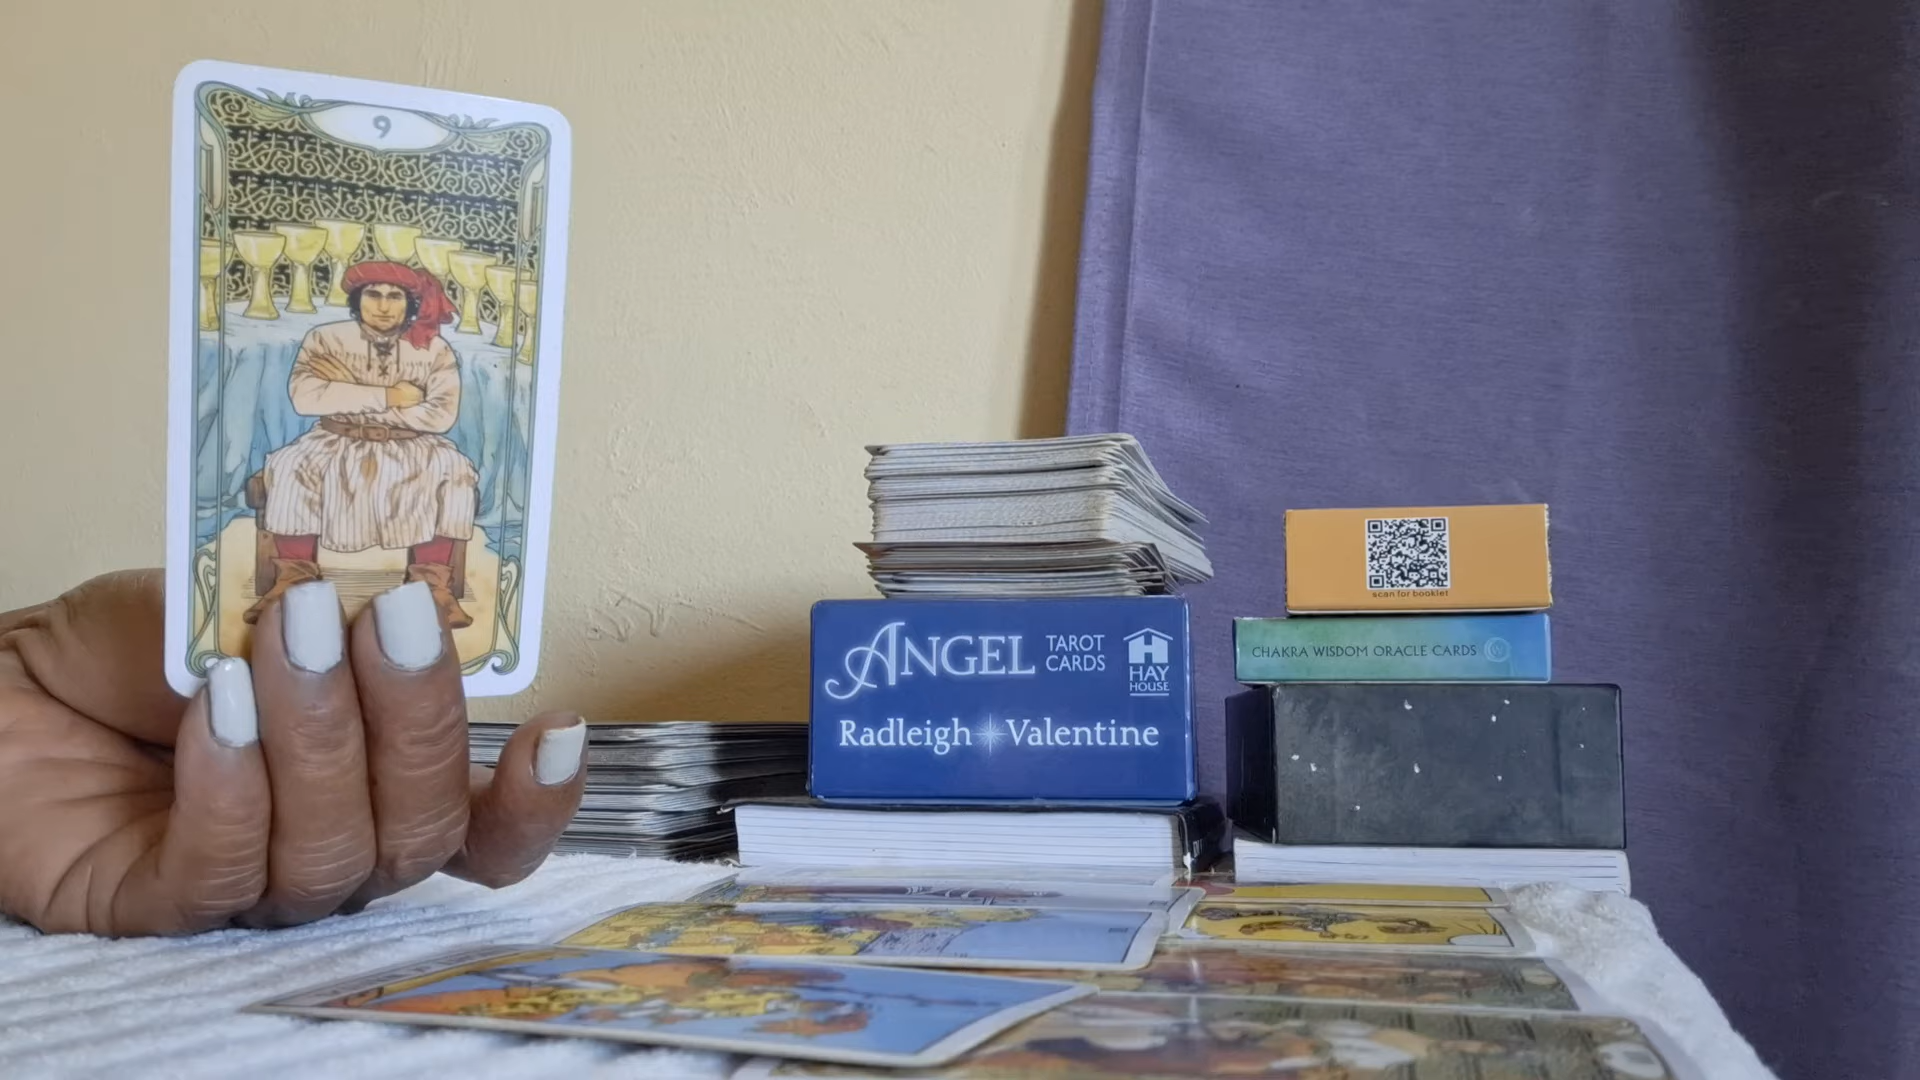 9
ANGEL TAROT CARDS
HAY HOUSE
Radleigh Valentine
scan for booklet
CHAKRA WISDOM ORACLE CARDS